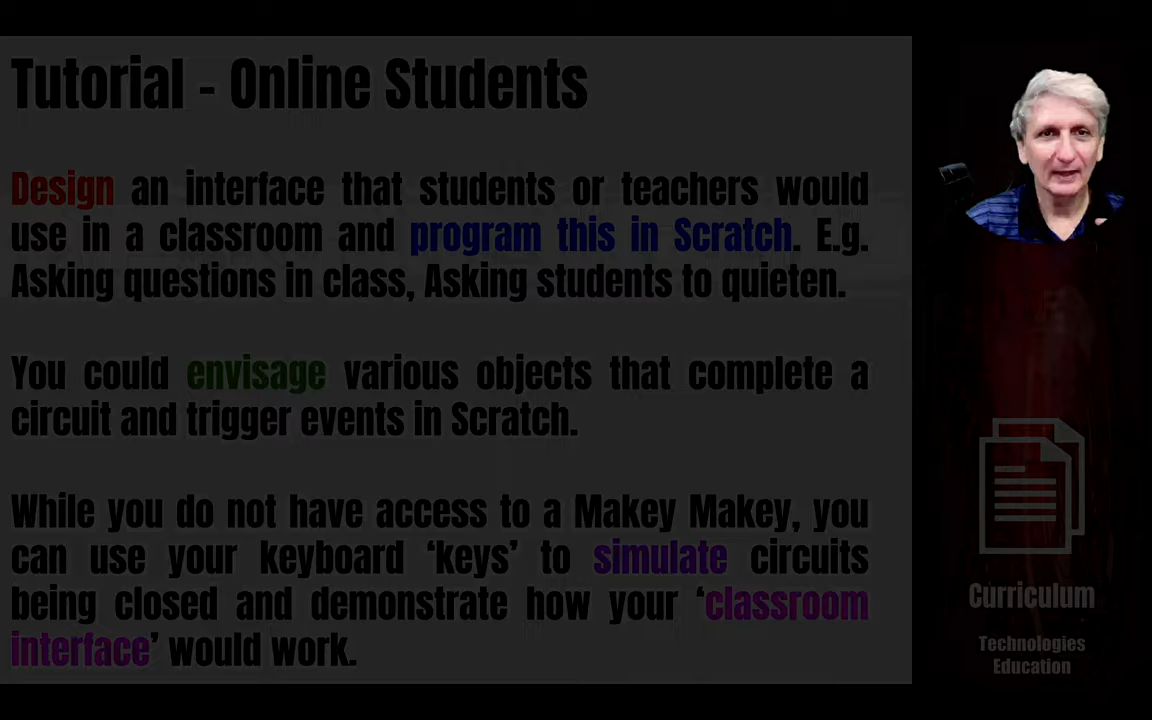 Tutorial - Online Students
Design an interface that students or teachers would
use in a classroom and program this in Scratch. E.g.
Asking questions in class, Asking students to quieten.
You could envisage various objects that complete a
circuit and trigger events in Scratch.
While you do not have access to a Makey Makey, you
can use your keyboard ‘keys’ to simulate circuits
being closed and demonstrate how your ‘classroom
interface’ would work.
Curriculum
Technologies
Education